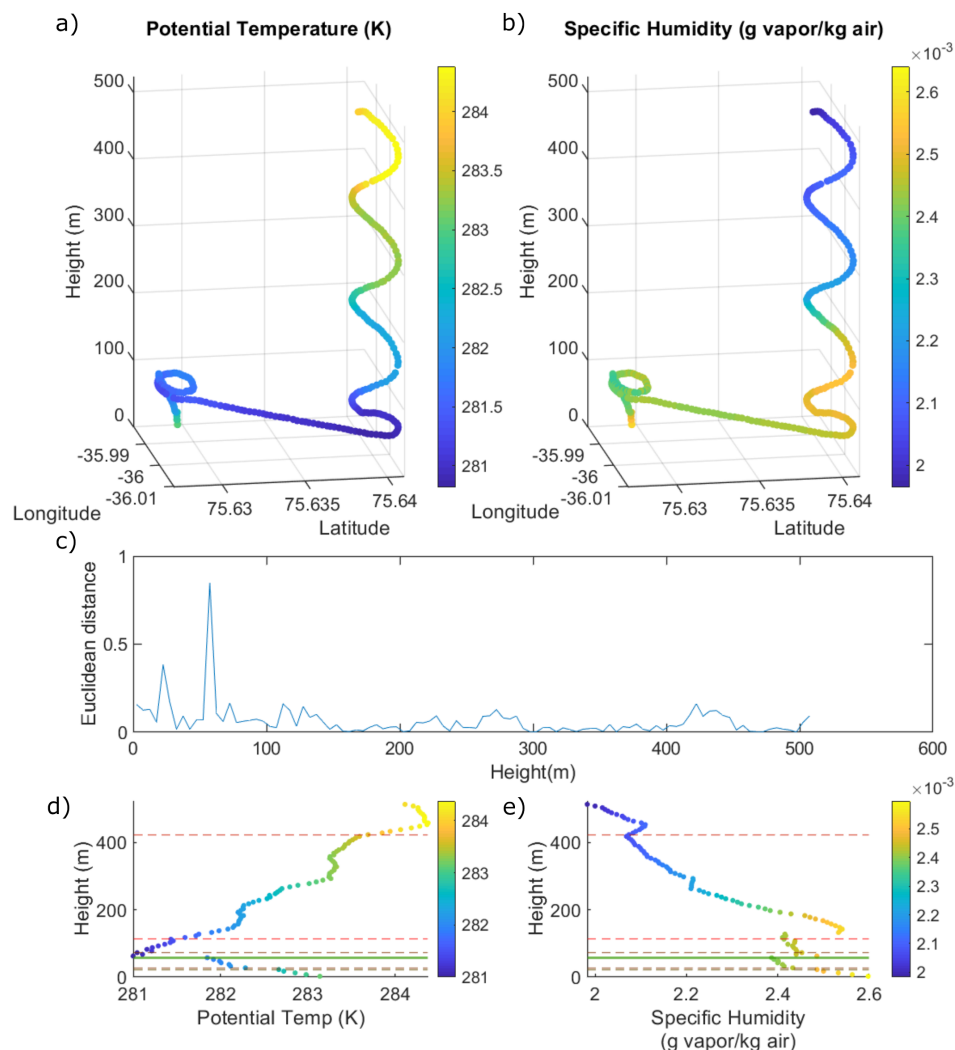 a)
Potential Temperature (K)
b)
Specific Humidity (g vapor/kg air)
×10⁻³
500
400
300
200
100
0
Height (m)
-35.99
-36
-36.01
Longitude
75.63
75.635
75.64
Latitude
284
283.5
283
282.5
282
281.5
281
500
400
300
200
100
0
Height (m)
-35.99
-36
-36.01
Longitude
75.63
75.635
75.64
Latitude
2.6
2.5
2.4
2.3
2.2
2.1
2
c)
1
0.5
0
Euclidean distance
0 100 200 300 400 500 600
Height(m)
d)
400
200
0
Height (m)
281 282 283 284
Potential Temp (K)
284
283
282
281
e)
×10⁻³
400
200
0
Height (m)
2 2.2 2.4 2.6
Specific Humidity
(g vapor/kg air)
2.5
2.4
2.3
2.2
2.1
2